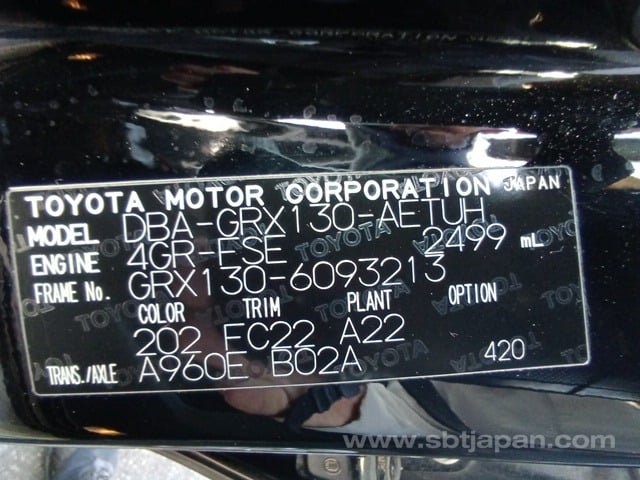 TOYOTA MOTOR CORPORATION JAPAN
MODEL DBA-GRX130-AETUH
ENGINE 4GR-FSE 2499 mL
FRAME No. GRX130-6093213
COLOR TRIM PLANT OPTION
202 FC22 A22
TRANS./AXLE A960E B02A 420
www.sbtjapan.com